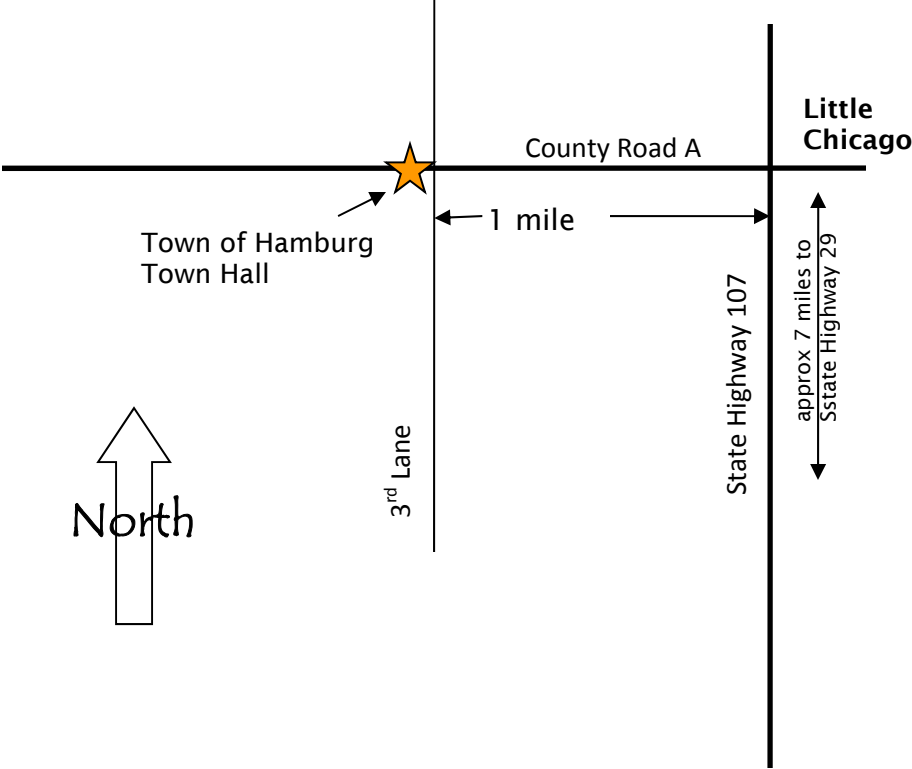 Little
Chicago
County Road A
1 mile
Town of Hamburg
Town Hall
approx 7 miles to
Sstate Highway 29
State Highway 107
3rd Lane
North